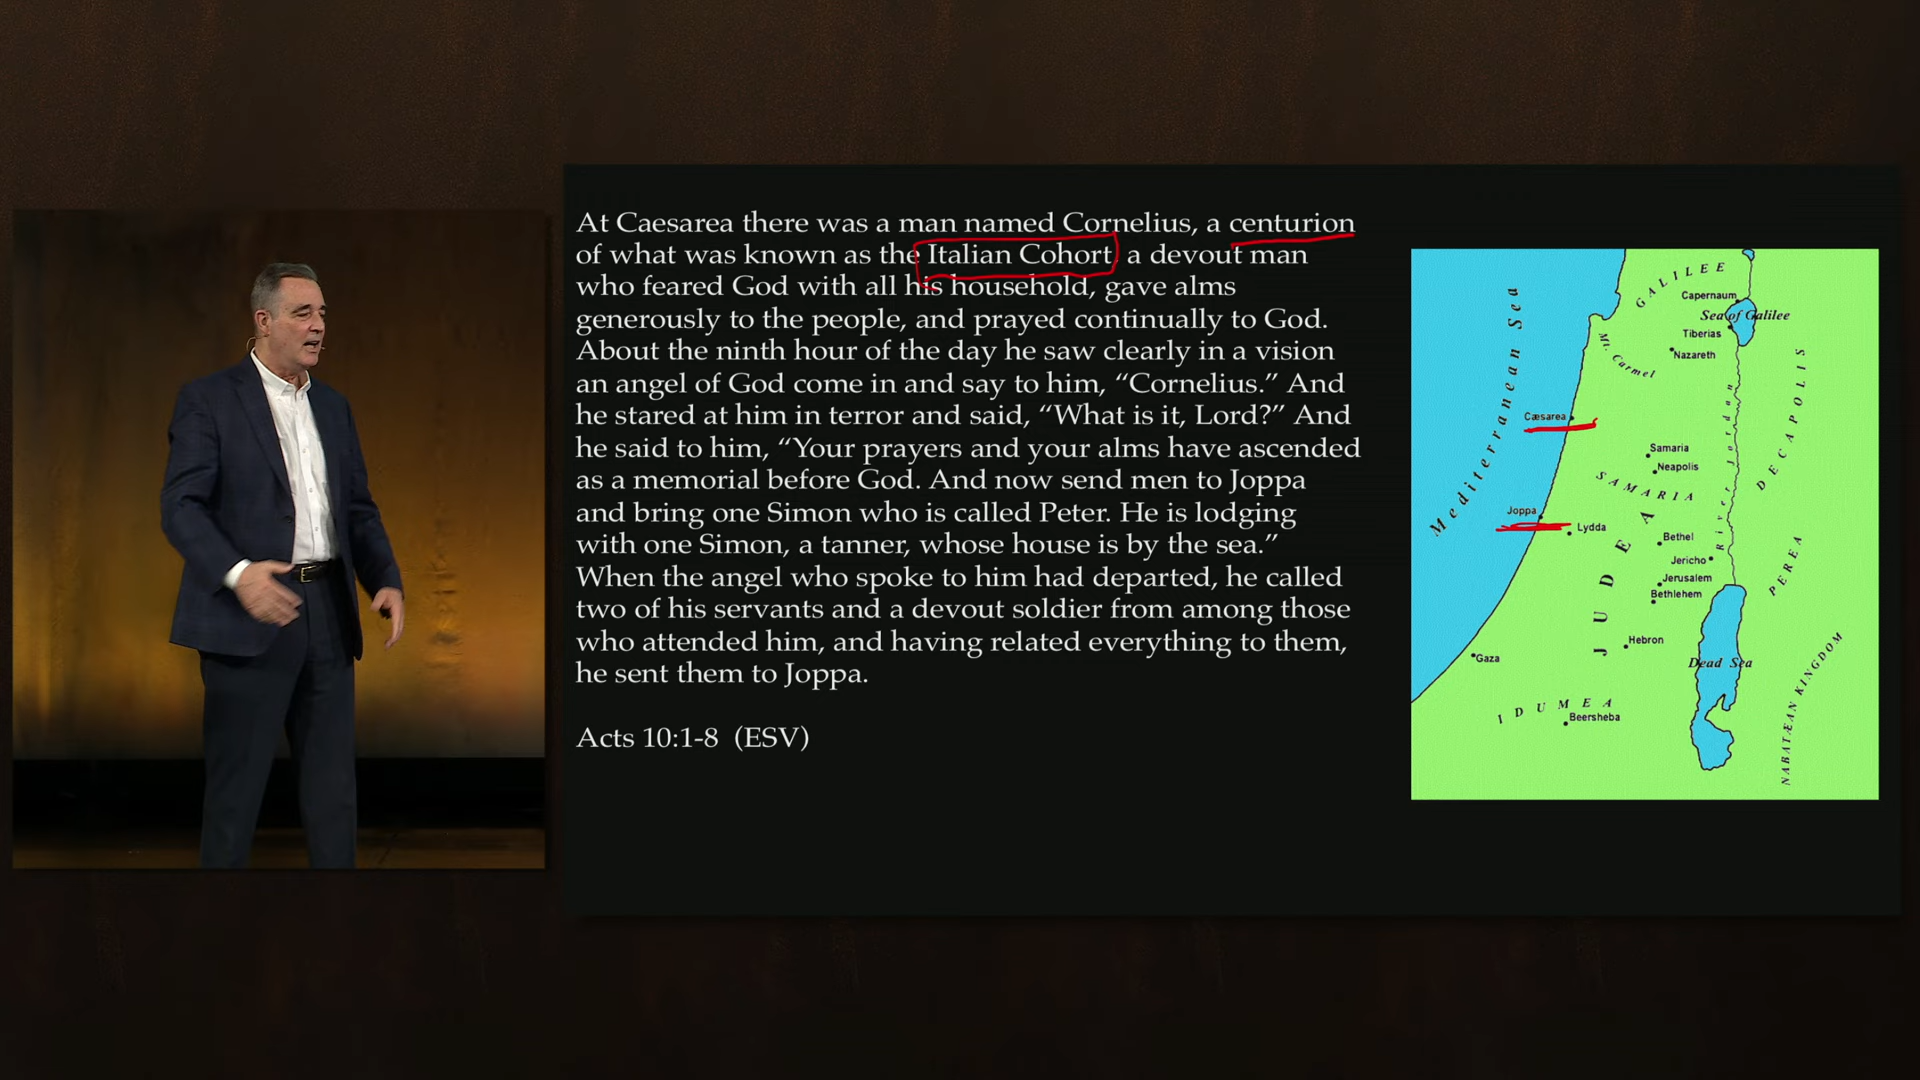 At Caesarea there was a man named Cornelius, a centurion
of what was known as the Italian Cohort, a devout man
who feared God with all his household, gave alms
generously to the people, and prayed continually to God.
About the ninth hour of the day he saw clearly in a vision
an angel of God come in and say to him, “Cornelius.” And
he stared at him in terror and said, “What is it, Lord?” And
he said to him, “Your prayers and your alms have ascended
as a memorial before God. And now send men to Joppa
and bring one Simon who is called Peter. He is lodging
with one Simon, a tanner, whose house is by the sea.”
When the angel who spoke to him had departed, he called
two of his servants and a devout soldier from among those
who attended him, and having related everything to them,
he sent them to Joppa.
Acts 10:1-8 (ESV)
Mediterranean Sea
GALILEE
Capernaum
Sea of Galilee
Tiberias
Nazareth
Mt. Carmel
Cæsarea
DECAPOLIS
River Jordan
Samaria
Neapolis
SAMARIA
Joppa
Lydda
JUDEA
Bethel
Jericho
Jerusalem
Bethlehem
PEREA
Hebron
Gaza
Dead Sea
NABATÆAN KINGDOM
IDUMEA
Beersheba